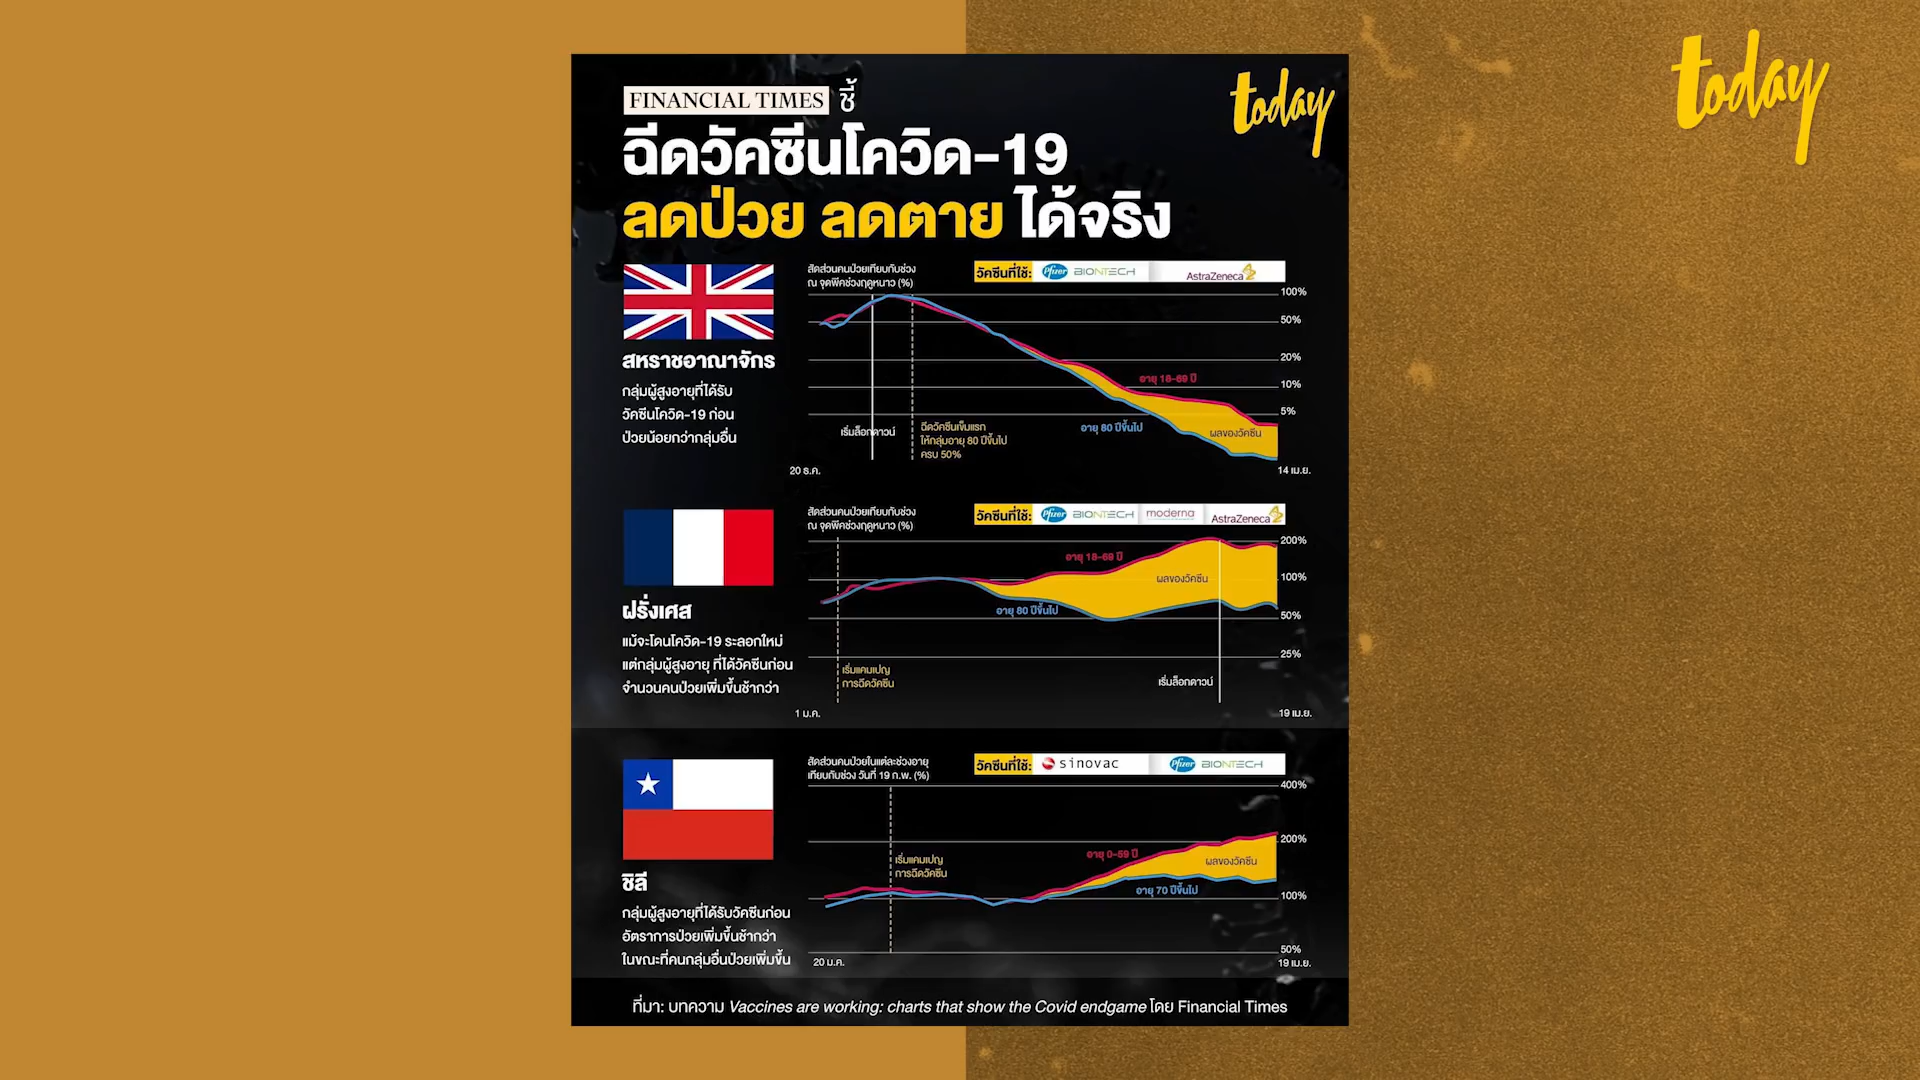 today
today
FINANCIAL TIMES ชี้
ฉีดวัคซีนโควิด-19
ลดป่วย ลดตาย ได้จริง
สหราชอาณาจักร
กลุ่มผู้สูงอายุที่ได้รับ
วัคซีนโควิด-19 ก่อน
ป่วยน้อยกว่ากลุ่มอื่น
สัดส่วนคนป่วยเทียบกับช่วง
ณ จุดพีคช่วงฤดูหนาว (%)
วัคซีนที่ใช้: Pfizer BIONTECH AstraZeneca
100%
50%
20%
10%
5%
อายุ 18-69 ปี
อายุ 80 ปีขึ้นไป
ผลของวัคซีน
เริ่มล็อกดาวน์
ฉีดวัคซีนเข็มแรก
ให้กลุ่มอายุ 80 ปีขึ้นไป
ครบ 50%
20 ธ.ค.
14 เม.ย.
ฝรั่งเศส
แม้จะโดนโควิด-19 ระลอกใหม่
แต่กลุ่มผู้สูงอายุ ที่ได้วัคซีนก่อน
จำนวนคนป่วยเพิ่มขึ้นช้ากว่า
สัดส่วนคนป่วยเทียบกับช่วง
ณ จุดพีคช่วงฤดูหนาว (%)
วัคซีนที่ใช้: Pfizer BIONTECH moderna AstraZeneca
200%
100%
50%
25%
อายุ 18-69 ปี
ผลของวัคซีน
อายุ 80 ปีขึ้นไป
เริ่มแคมเปญ
การฉีดวัคซีน
เริ่มล็อกดาวน์
1 ม.ค.
19 เม.ย.
ชิลี
กลุ่มผู้สูงอายุที่ได้รับวัคซีนก่อน
อัตราการป่วยเพิ่มขึ้นช้ากว่า
ในขณะที่คนกลุ่มอื่นป่วยเพิ่มขึ้น
สัดส่วนคนป่วยในแต่ละช่วงอายุ
เทียบกับช่วง วันที่ 19 ก.พ. (%)
วัคซีนที่ใช้: sinovac Pfizer BIONTECH
400%
200%
100%
50%
เริ่มแคมเปญ
การฉีดวัคซีน
อายุ 0-59 ปี
ผลของวัคซีน
อายุ 70 ปีขึ้นไป
20 ม.ค.
19 เม.ย.
ที่มา: บทความ Vaccines are working: charts that show the Covid endgame โดย Financial Times